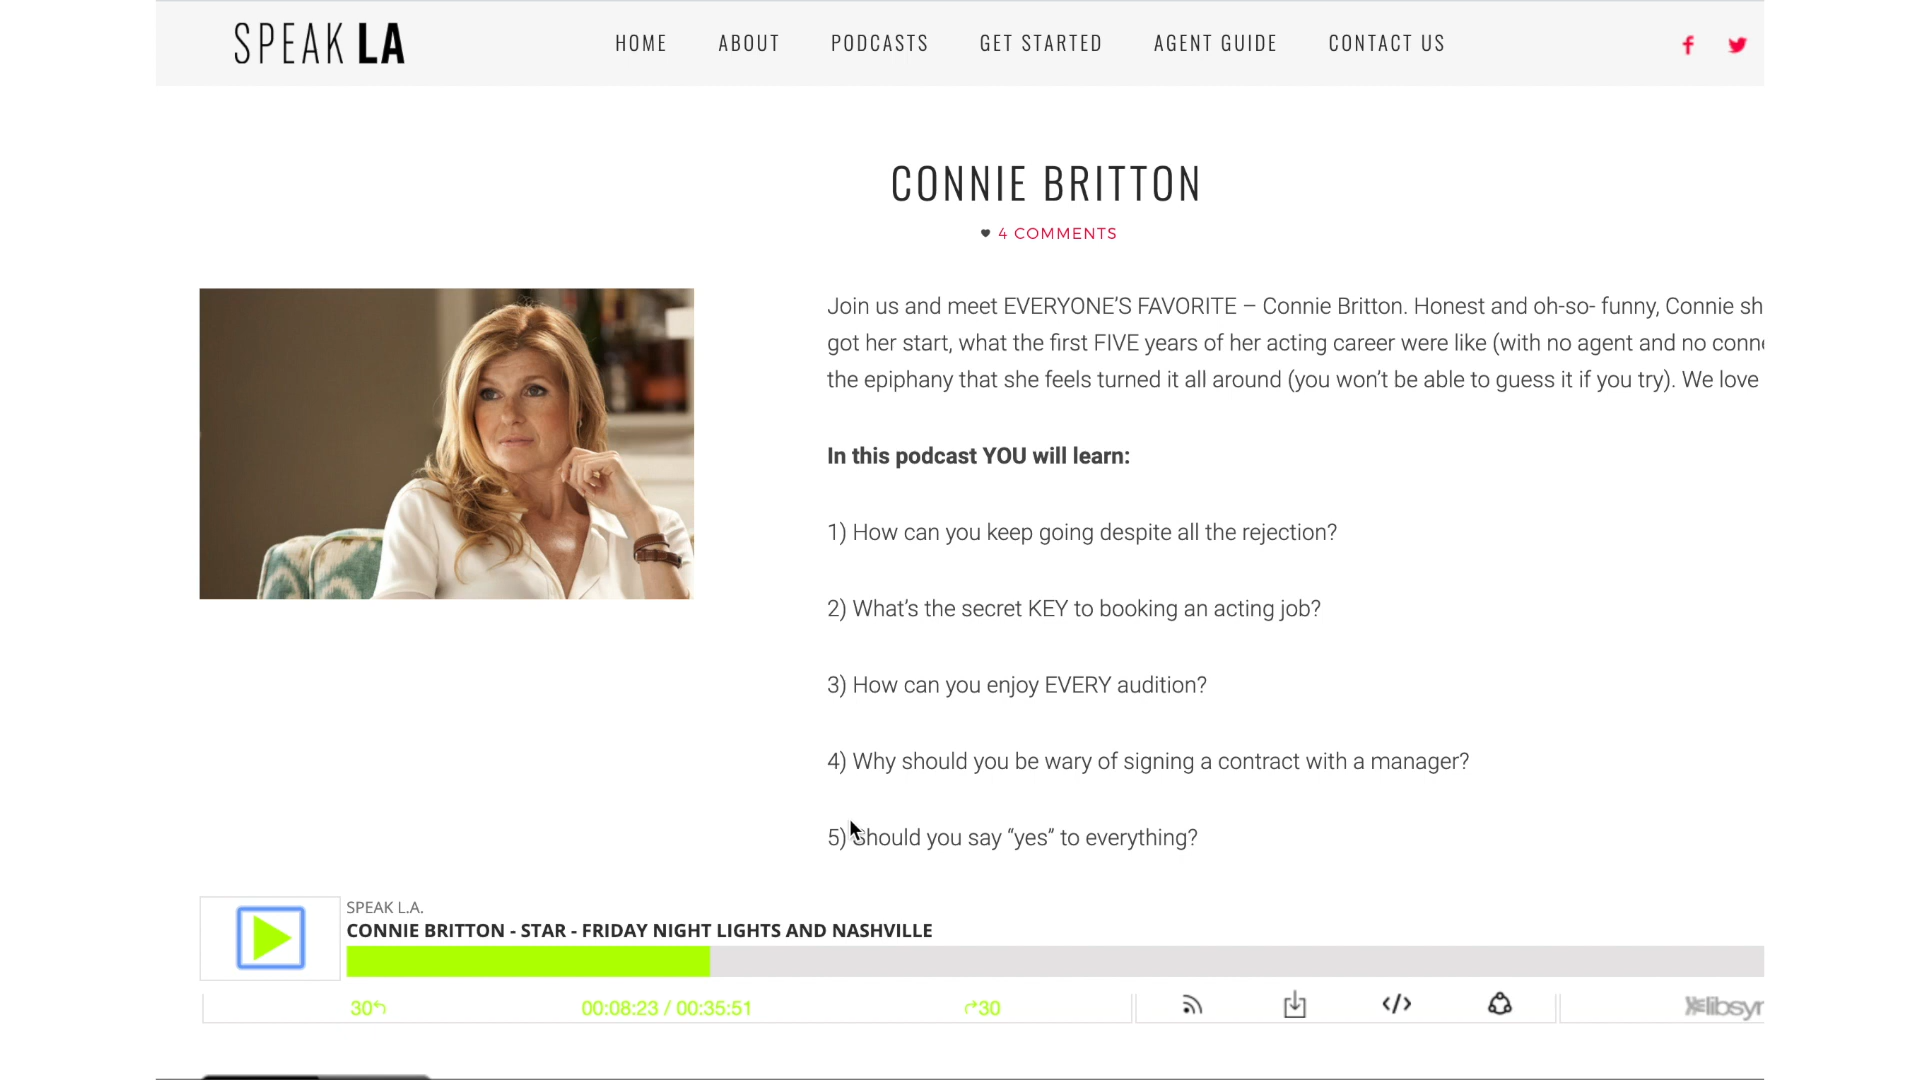 SPEAK LA
HOME ABOUT PODCASTS GET STARTED AGENT GUIDE CONTACT US
CONNIE BRITTON
4 COMMENTS
Join us and meet EVERYONE'S FAVORITE – Connie Britton. Honest and oh-so- funny, Connie sh
got her start, what the first FIVE years of her acting career were like (with no agent and no conn
the epiphany that she feels turned it all around (you won't be able to guess it if you try). We love
In this podcast YOU will learn:
1) How can you keep going despite all the rejection?
2) What's the secret KEY to booking an acting job?
3) How can you enjoy EVERY audition?
4) Why should you be wary of signing a contract with a manager?
5) Should you say “yes” to everything?
SPEAK L.A.
CONNIE BRITTON - STAR - FRIDAY NIGHT LIGHTS AND NASHVILLE
30 00:08:23 / 00:35:51 30
libsyn